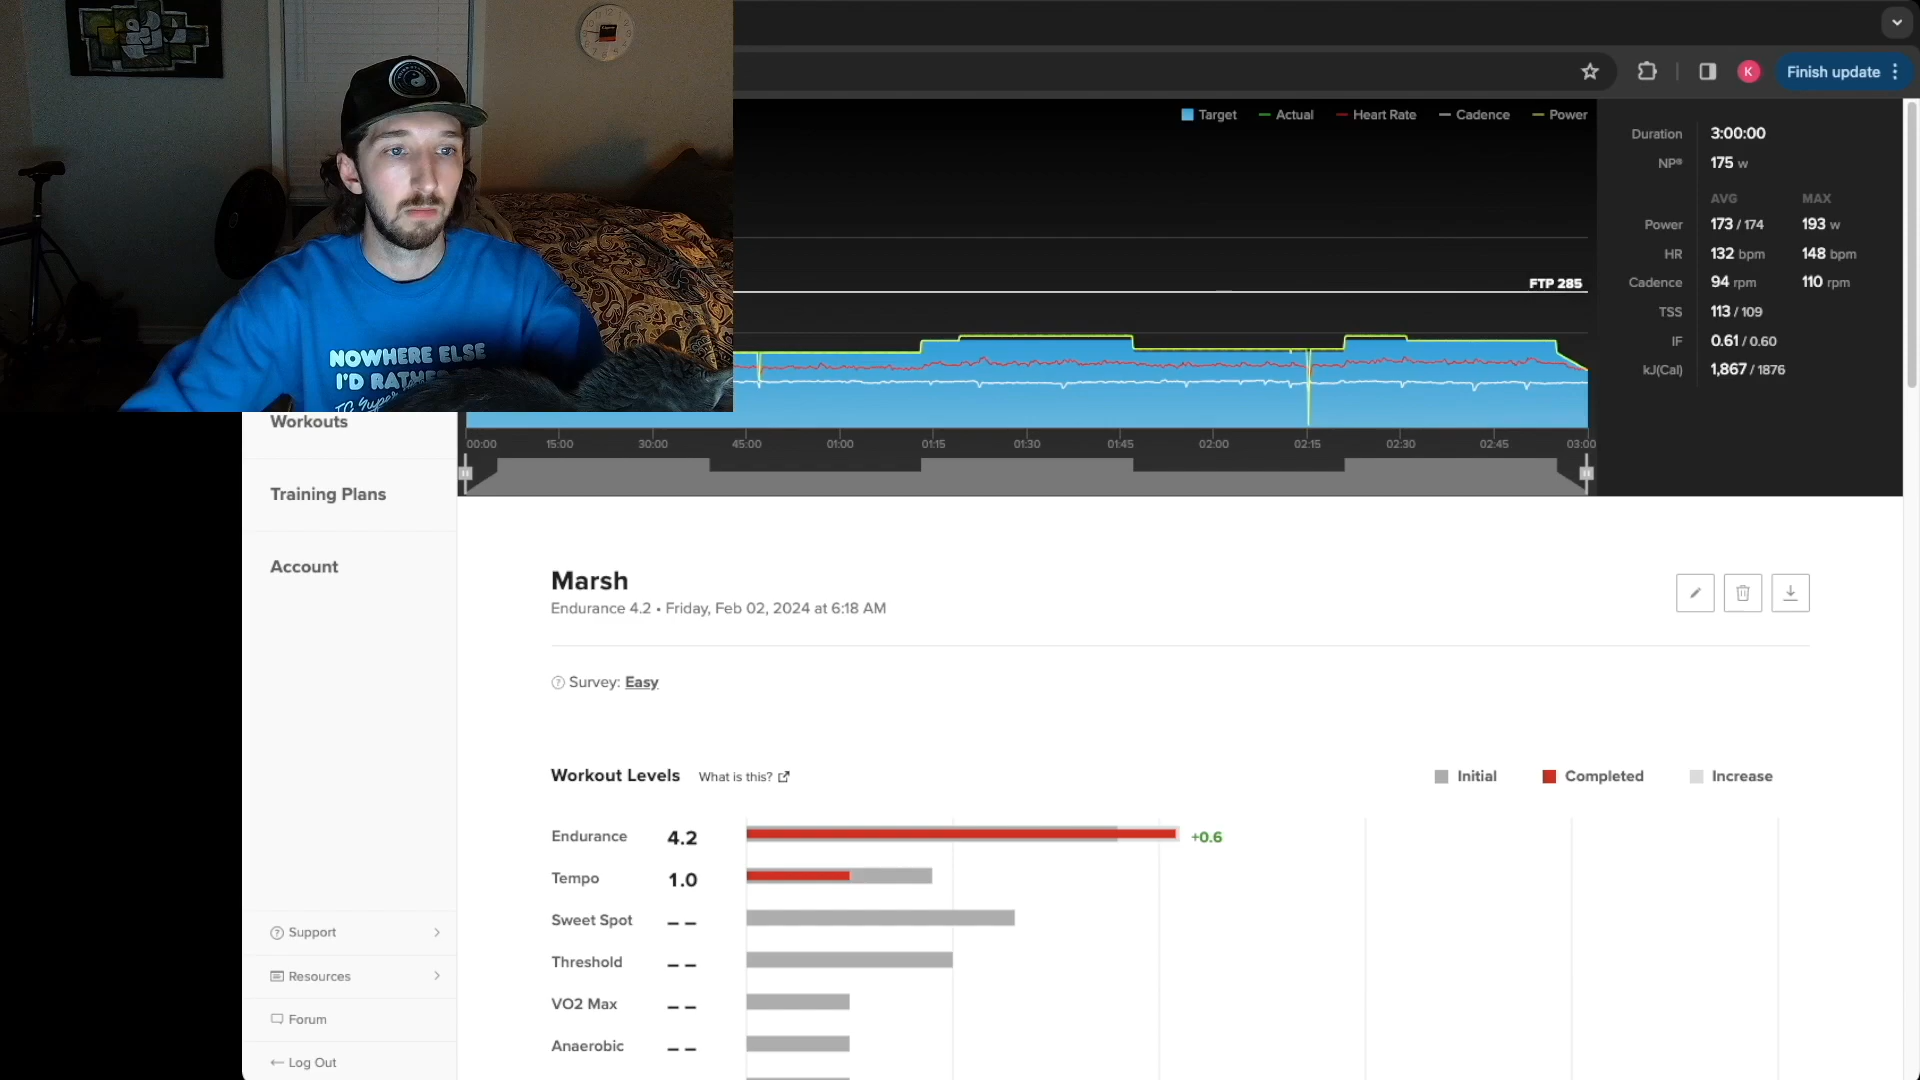 Finish update
K
Target Actual Heart Rate Cadence Power
Duration 3:00:00
NP® 175 w
AVG MAX
Power 173 / 174 193 w
HR 132 bpm 148 bpm
Cadence 94 rpm 110 rpm
TSS 113 / 109
IF 0.61 / 0.60
kJ(Cal) 1,867 / 1876
FTP 285
NOWHERE ELSE
I'D RATHER
00:00 15:00 30:00 45:00 01:00 01:15 01:30 01:45 02:00 02:15 02:30 02:45 03:00
Workouts
Training Plans
Account
Support
Resources
Forum
Log Out
Marsh
Endurance 4.2 • Friday, Feb 02, 2024 at 6:18 AM
Survey: Easy
Workout Levels What is this?
Initial Completed Increase
Endurance 4.2 +0.6
Tempo 1.0
Sweet Spot – –
Threshold – –
VO2 Max – –
Anaerobic – –